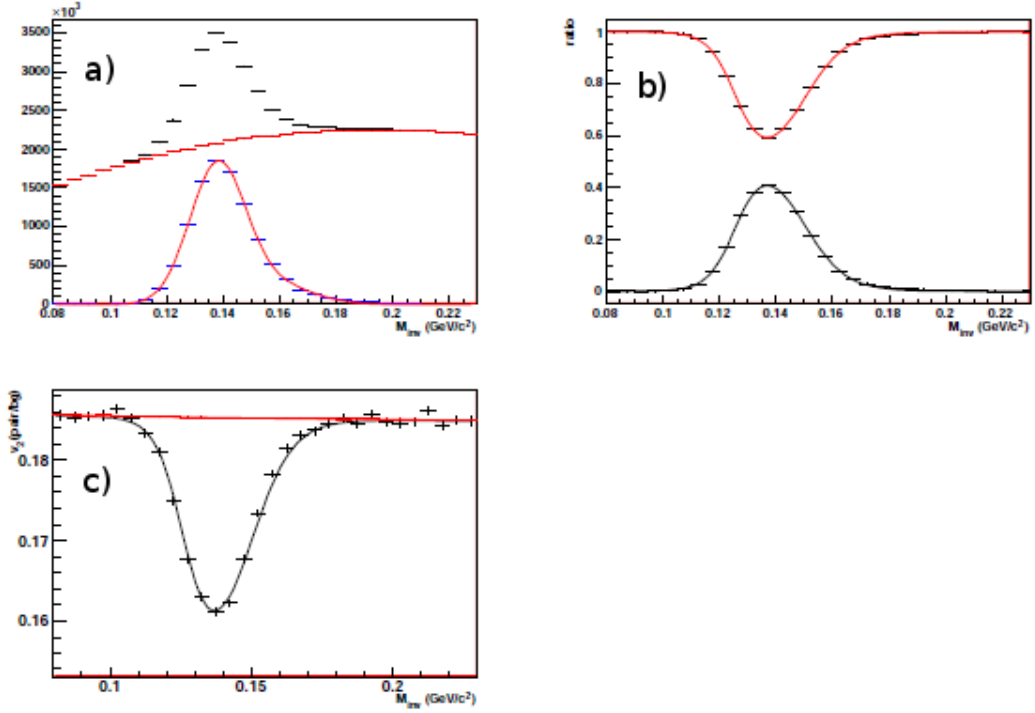 ×10³
3500
3000
2500
2000
1500
1000
500
0
a)
0.08 0.1 0.12 0.14 0.16 0.18 0.2 0.22
M_inv (GeV/c²)
ratio
1
0.8
0.6
0.4
0.2
0
b)
0.08 0.1 0.12 0.14 0.16 0.18 0.2 0.22
M_inv (GeV/c²)
v₂(pair/bg)
0.18
0.17
0.16
c)
0.1 0.15 0.2
M_inv (GeV/c²)